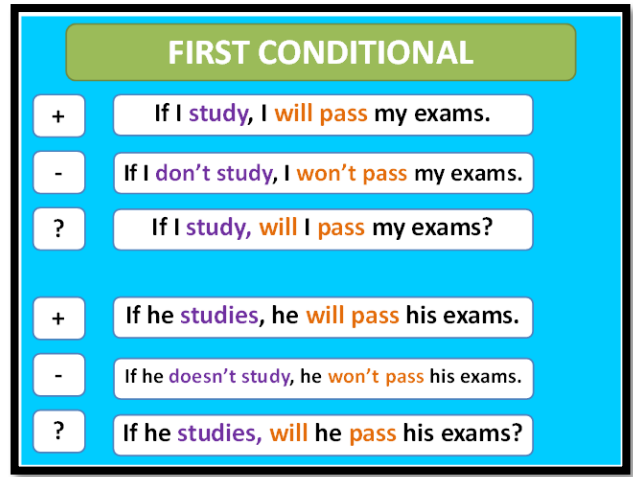 FIRST CONDITIONAL
+ If I study, I will pass my exams.
- If I don’t study, I won’t pass my exams.
? If I study, will I pass my exams?
+ If he studies, he will pass his exams.
- If he doesn’t study, he won’t pass his exams.
? If he studies, will he pass his exams?